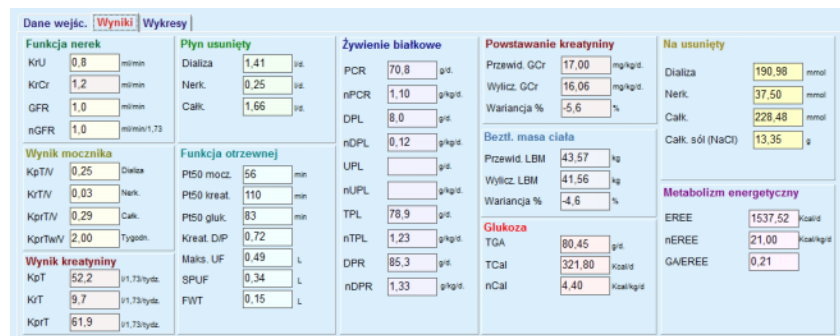 Dane wejśc. Wyniki Wykresy
Funkcja nerek
KrU 0,8 ml/min
KrCr 1,2 ml/min
GFR 1,0 ml/min
nGFR 1,0 ml/min/1,73
Wynik mocznika
KpT/V 0,25 Dializa
KrT/V 0,03 Nerk.
KprT/V 0,29 Całk.
KprTw/V 2,00 Tygodn.
Wynik kreatyniny
KpT 52,2 l/1,73/tydz.
KrT 9,7 l/1,73/tydz.
KprT 61,9 l/1,73/tydz.
Płyn usunięty
Dializa 1,41 l/d.
Nerk. 0,25 l/d.
Całk. 1,66 l/d.
Funkcja otrzewnej
Pt50 mocz. 56 min
Pt50 kreat. 110 min
Pt50 gluk. 83 min
Kreat. D/P 0,72
Maks. UF 0,49 L
SPUF 0,34 L
FWT 0,15 L
Żywienie białkowe
PCR 70,8 g/d.
nPCR 1,10 g/kg/d.
DPL 8,0 g/d.
nDPL 0,12 g/kg/d.
UPL g/d.
nUPL g/kg/d.
TPL 78,9 g/d.
nTPL 1,23 g/kg/d.
DPR 85,3 g/d.
nDPR 1,33 g/kg/d.
Powstawanie kreatyniny
Przewid. GCr 17,00 mg/kg/d.
Wylicz. GCr 16,06 mg/kg/d.
Wariancja % -5,6 %
Beztł. masa ciała
Przewid. LBM 43,57 kg
Wylicz. LBM 41,56 kg
Wariancja % -4,6 %
Glukoza
TGA 80,45 g/d.
TCal 321,80 Kcal/d
nCal 4,40 Kcal/kg/d
Na usunięty
Dializa 190,98 mmol
Nerk. 37,50 mmol
Całk. 228,48 mmol
Całk. sól (NaCl) 13,35 g
Metabolizm energetyczny
EREE 1537,52 Kcal/d
nEREE 21,00 Kcal/kg/d
GA/EREE 0,21